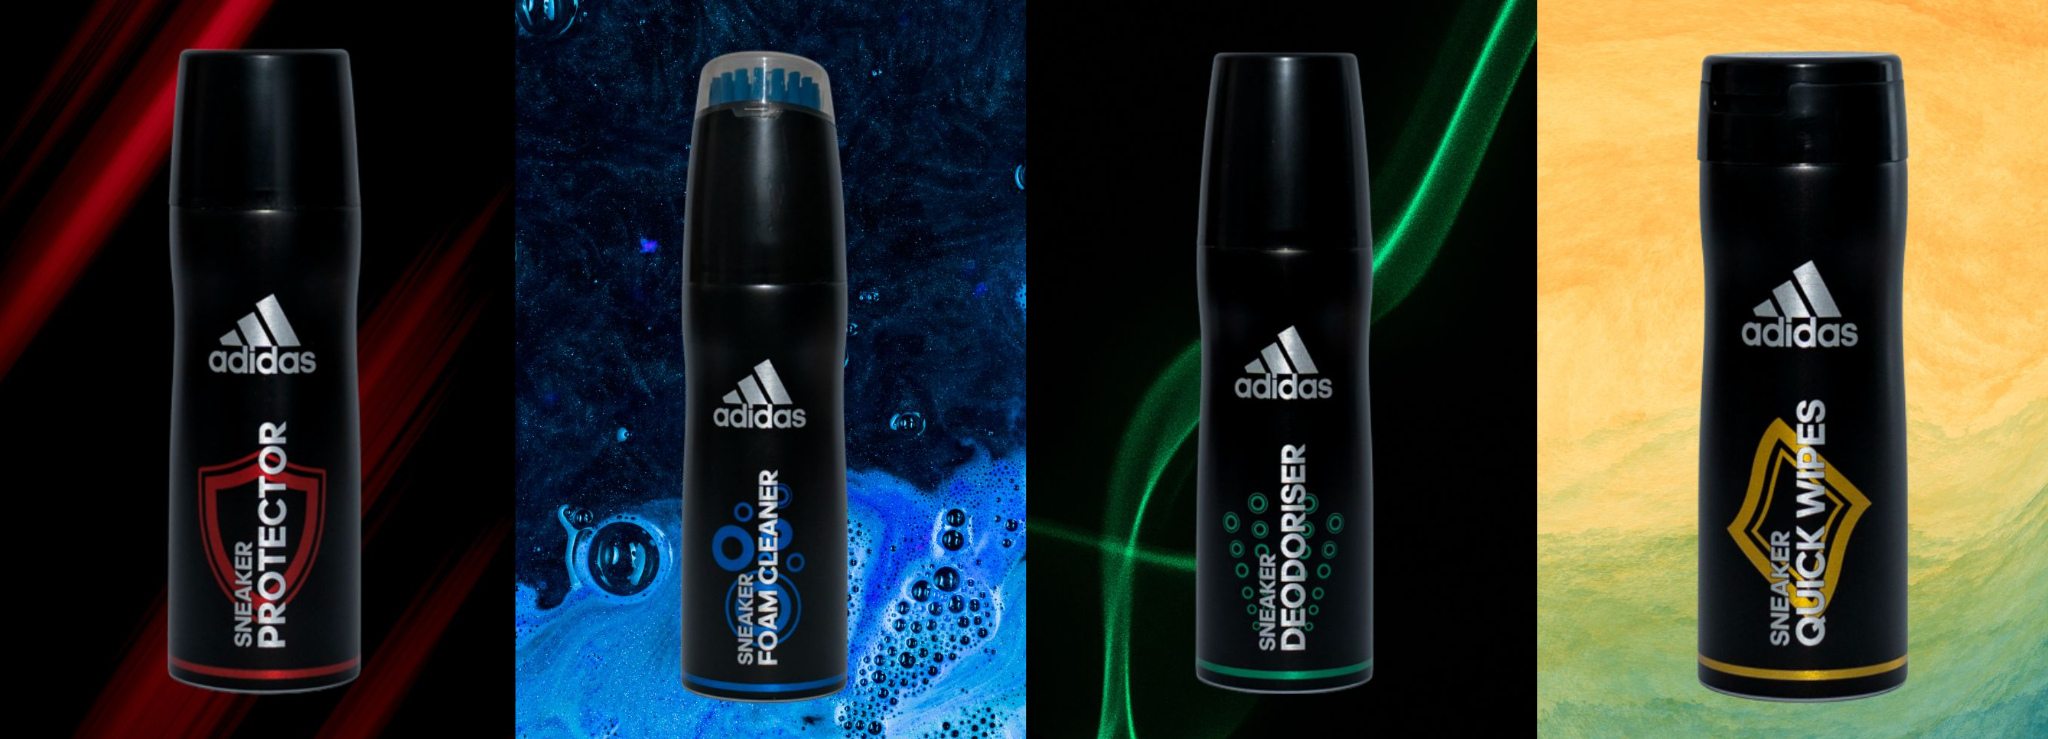 adidas
SNEAKER
PROTECTOR
adidas
SNEAKER
FOAM CLEANER
adidas
SNEAKER
DEODORISER
adidas
SNEAKER
QUICK WIPES